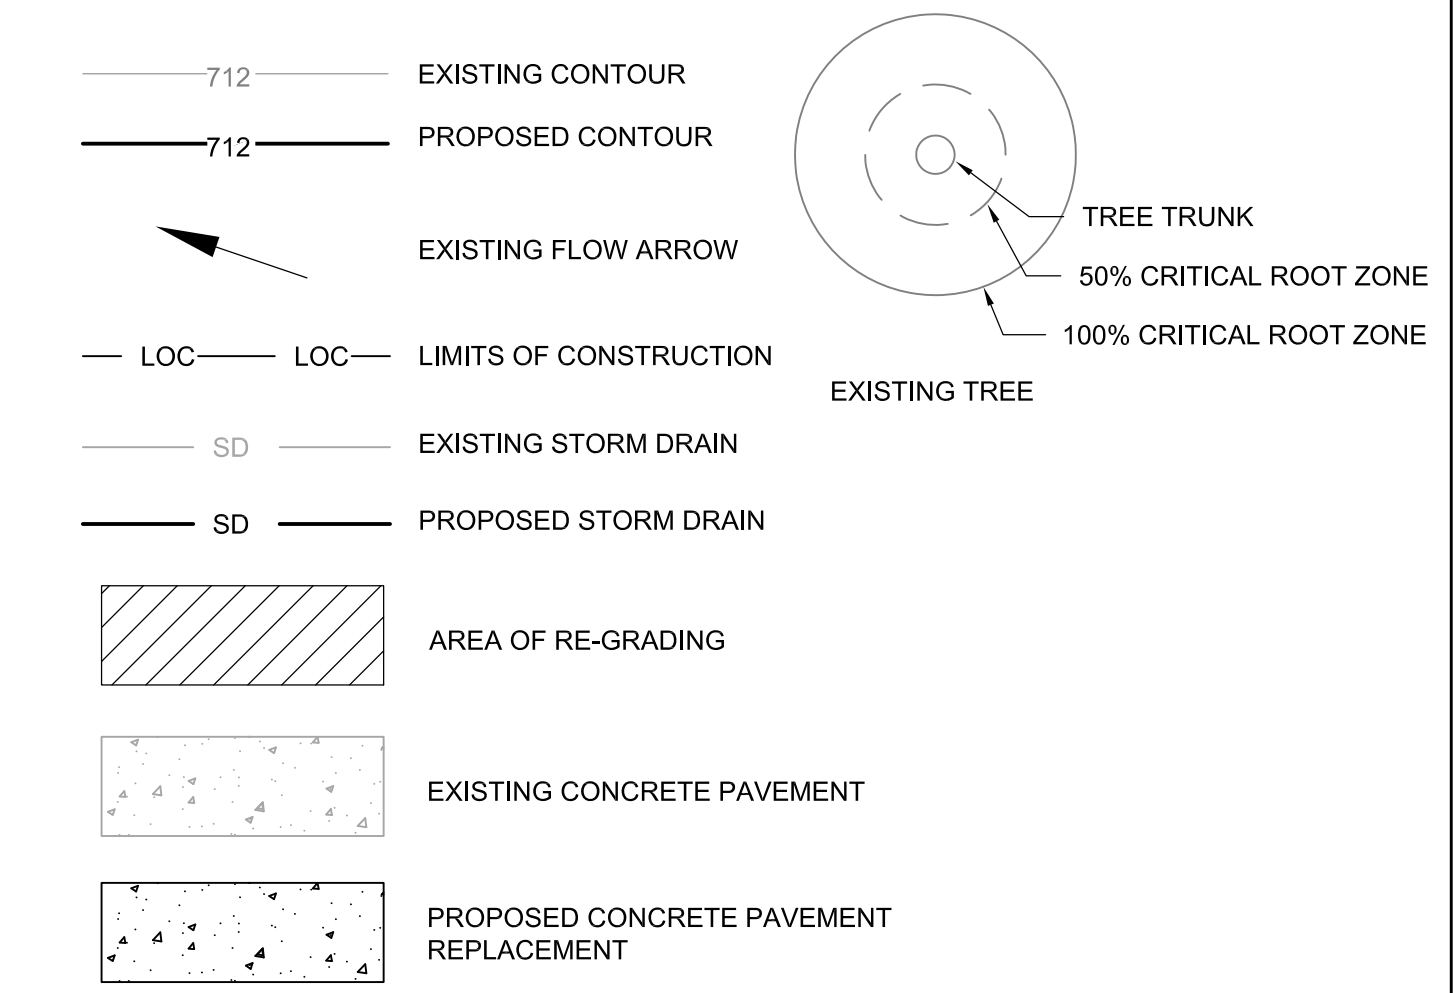 712 EXISTING CONTOUR
712 PROPOSED CONTOUR
EXISTING FLOW ARROW
LOC LOC LIMITS OF CONSTRUCTION
SD EXISTING STORM DRAIN
SD PROPOSED STORM DRAIN
AREA OF RE-GRADING
EXISTING CONCRETE PAVEMENT
PROPOSED CONCRETE PAVEMENT
REPLACEMENT
TREE TRUNK
50% CRITICAL ROOT ZONE
100% CRITICAL ROOT ZONE
EXISTING TREE